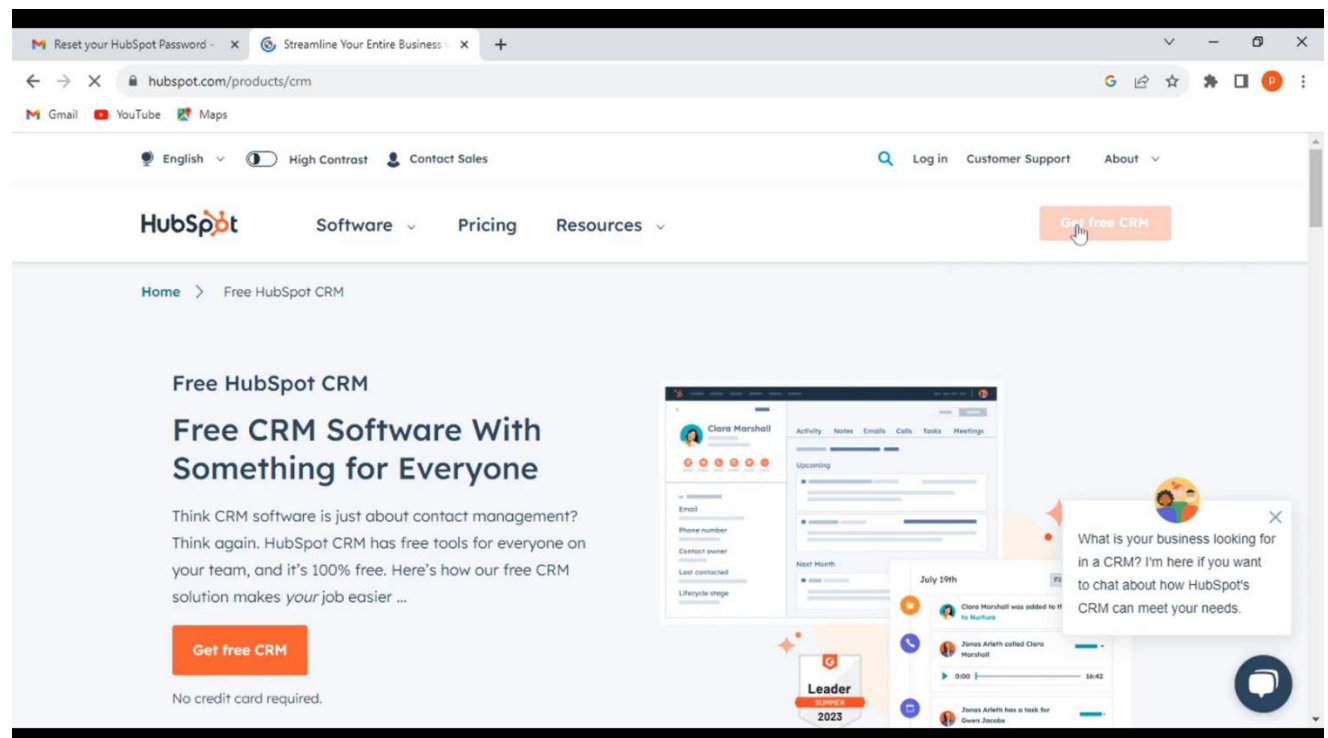 Reset your HubSpot Password -
Streamline Your Entire Business
hubspot.com/products/crm
G
P
Gmail YouTube Maps
English High Contrast Contact Sales
Log in Customer Support About
HubSpot Software Pricing Resources
Get free CRM
Home > Free HubSpot CRM
Free HubSpot CRM
Free CRM Software With
Something for Everyone
Think CRM software is just about contact management?
Think again. HubSpot CRM has free tools for everyone on
your team, and it's 100% free. Here's how our free CRM
solution makes your job easier ...
Get free CRM
No credit card required.
Clara Marshall
Activity Notes Emails Calls Tasks Meetings
Upcoming
Email
Phone number
Contact owner
Last contacted
Lifecycle stage
Next Month
July 19th
Clara Marshall was added to
to Nurture
Jonas Arleth called Clara
Marshall
0:00 16:42
Jonas Arleth has a task for
Gwen Jacobs
G
Leader
SUMMER
2023
What is your business looking for
in a CRM? I'm here if you want
to chat about how HubSpot's
CRM can meet your needs.